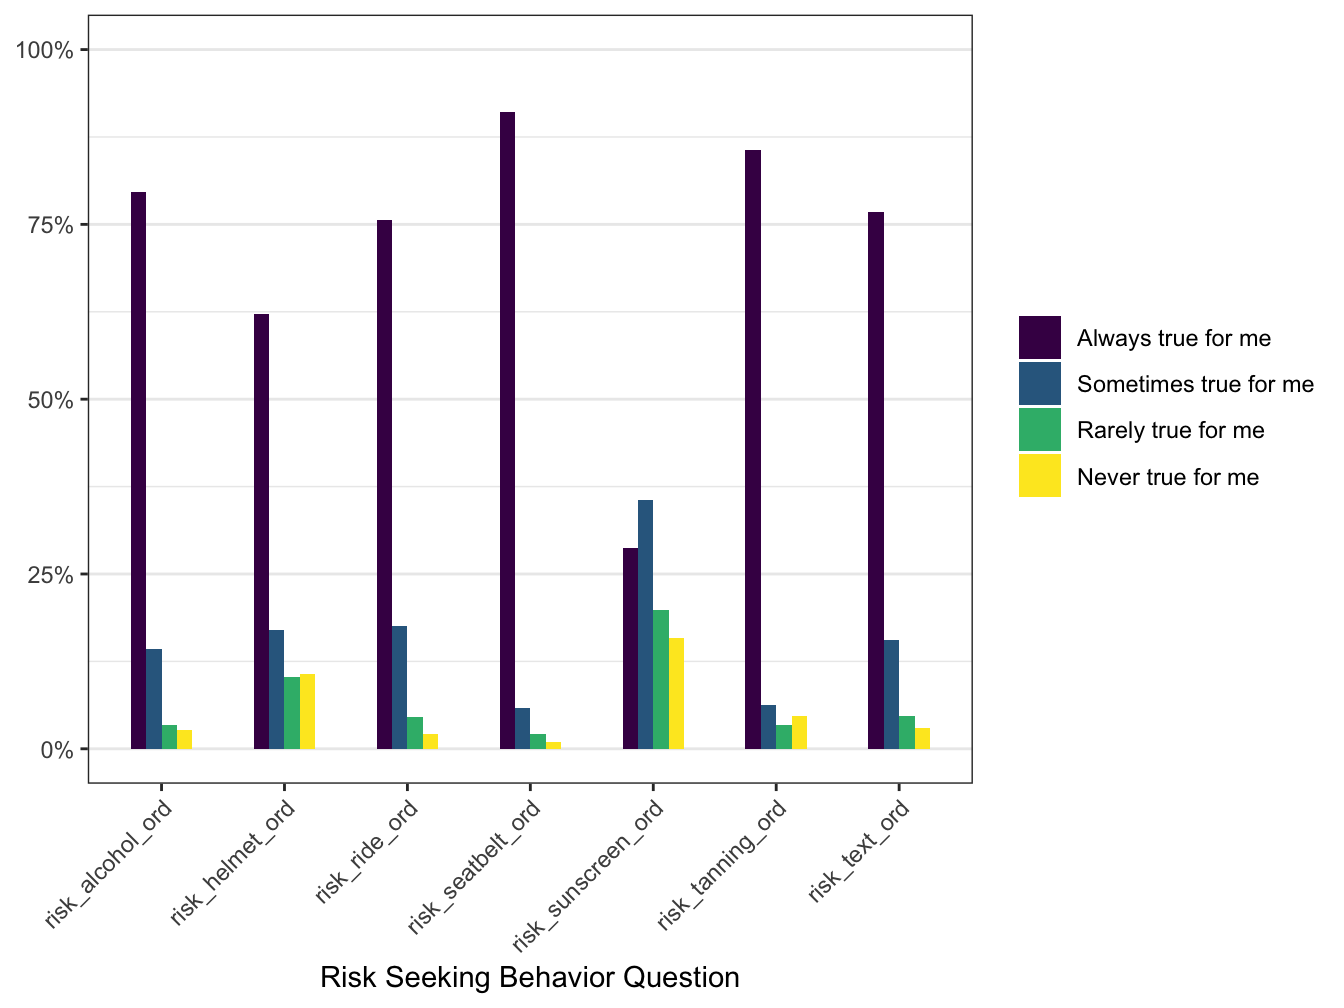 100%
75%
50%
25%
0%
risk_alcohol_ord
risk_helmet_ord
risk_ride_ord
risk_seatbelt_ord
risk_sunscreen_ord
risk_tanning_ord
risk_text_ord
Risk Seeking Behavior Question
Always true for me
Sometimes true for me
Rarely true for me
Never true for me